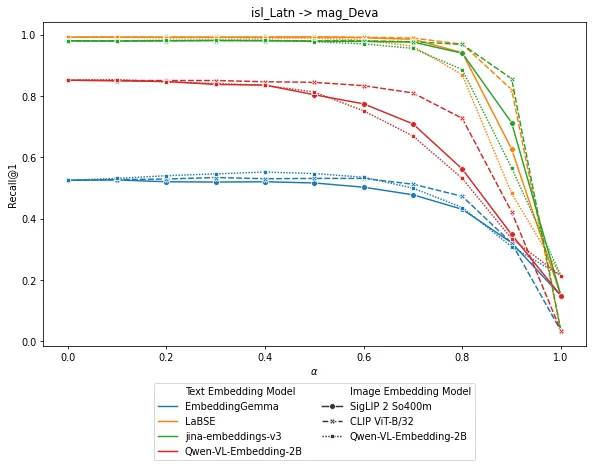 isl_Latn -> mag_Deva
Recall@1
1.0
0.8
0.6
0.4
0.2
0.0
0.0 0.2 0.4 0.6 0.8 1.0
α
Text Embedding Model
EmbeddingGemma
LaBSE
jina-embeddings-v3
Qwen-VL-Embedding-2B
Image Embedding Model
SigLIP 2 So400m
CLIP ViT-B/32
Qwen-VL-Embedding-2B